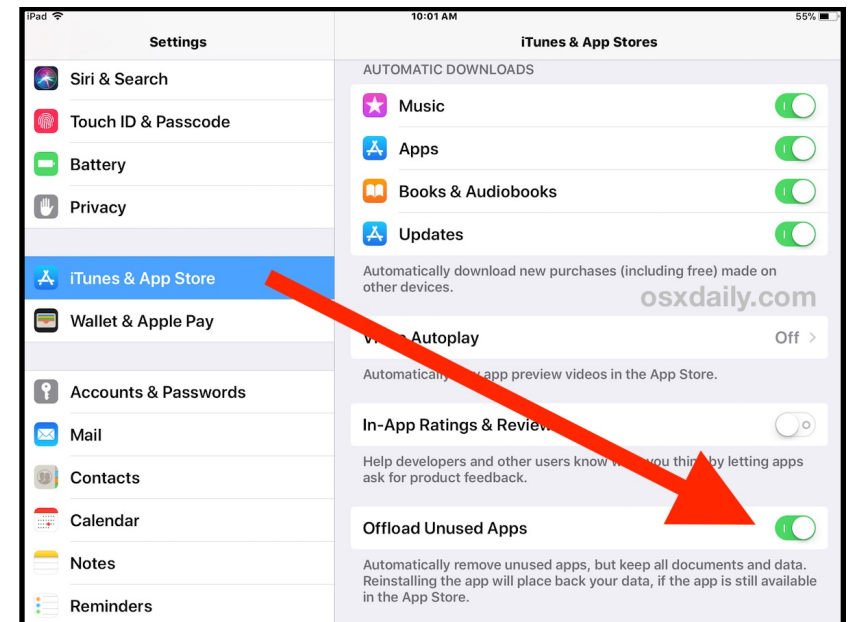 iPad 10:01 AM 55%
Settings
iTunes & App Stores
Siri & Search
Touch ID & Passcode
Battery
Privacy
iTunes & App Store
Wallet & Apple Pay
Accounts & Passwords
Mail
Contacts
Calendar
Notes
Reminders
AUTOMATIC DOWNLOADS
Music
Apps
Books & Audiobooks
Updates
Automatically download new purchases (including free) made on
other devices.
osxdaily.com
Autoplay Off
Automatically app preview videos in the App Store.
In-App Ratings &
Help developers and other users know you think by letting apps
ask for product feedback.
Offload Unused Apps
Automatically remove unused apps, but keep all documents and data.
Reinstalling the app will place back your data, if the app is still available
in the App Store.